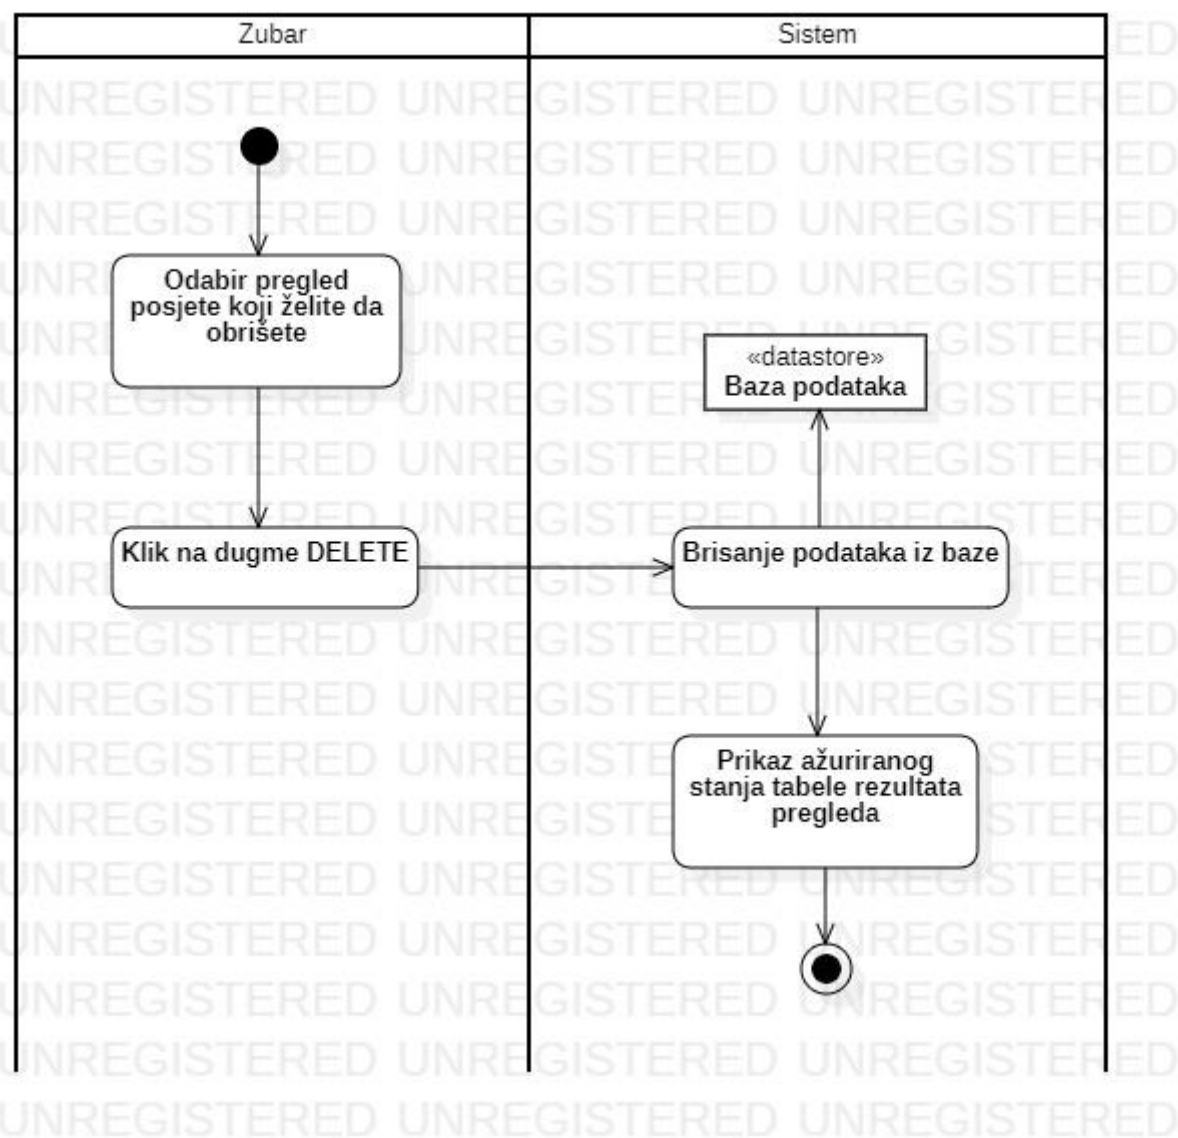 Zubar
Sistem
Odabir pregled
posjete koji želite da
obrišete
«datastore»
Baza podataka
Klik na dugme DELETE
Brisanje podataka iz baze
Prikaz ažuriranog
stanja tabele rezultata
pregleda
UNREGISTERED UNREGISTERED UNREGISTERED